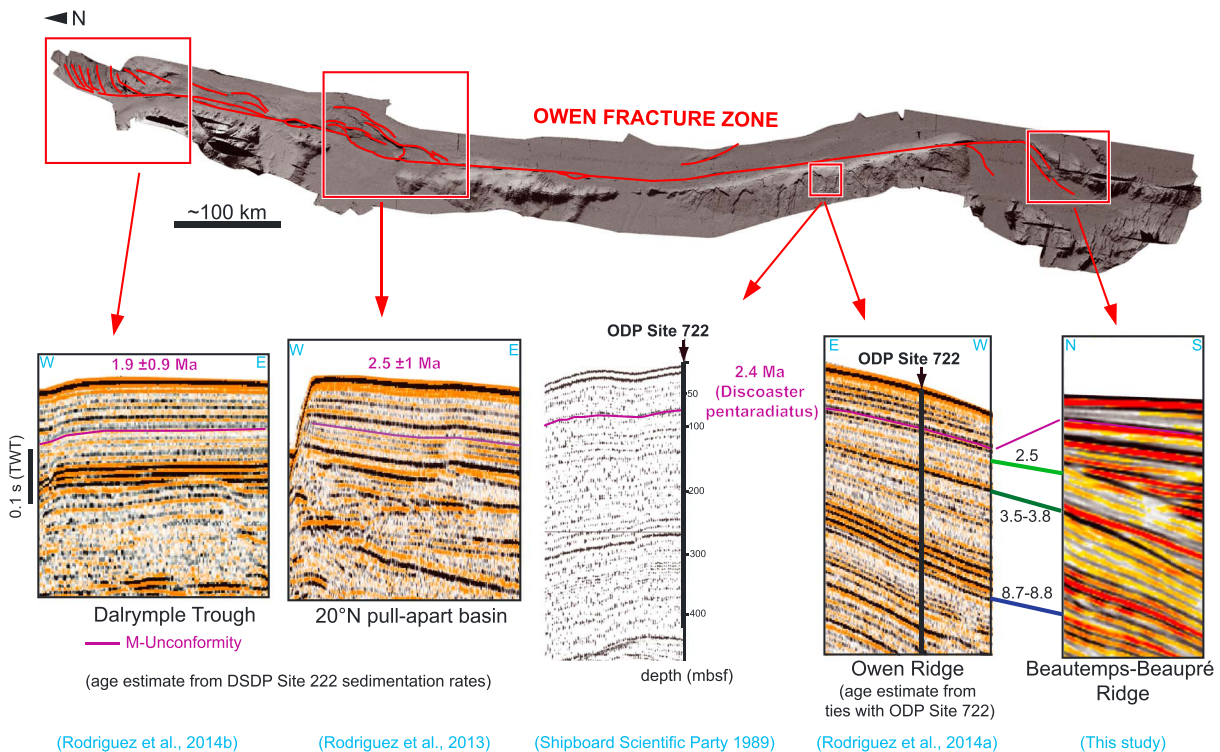 N
OWEN FRACTURE ZONE
~100 km
ODP Site 722
W
1.9 ±0.9 Ma
E
W
2.5 ±1 Ma
E
2.4 Ma
(Discoaster
pentaradiatus)
50
100
200
300
400
E
W
ODP Site 722
N
S
2.5
3.5-3.8
8.7-8.8
0.1 s (TWT)
Dalrymple Trough
20°N pull-apart basin
depth (mbsf)
Owen Ridge
(age estimate from
ties with ODP Site 722)
Beautemps-Beaupré
Ridge
M-Unconformity
(age estimate from DSDP Site 222 sedimentation rates)
(Rodriguez et al., 2014b)
(Rodriguez et al., 2013)
(Shipboard Scientific Party 1989)
(Rodriguez et al., 2014a)
(This study)